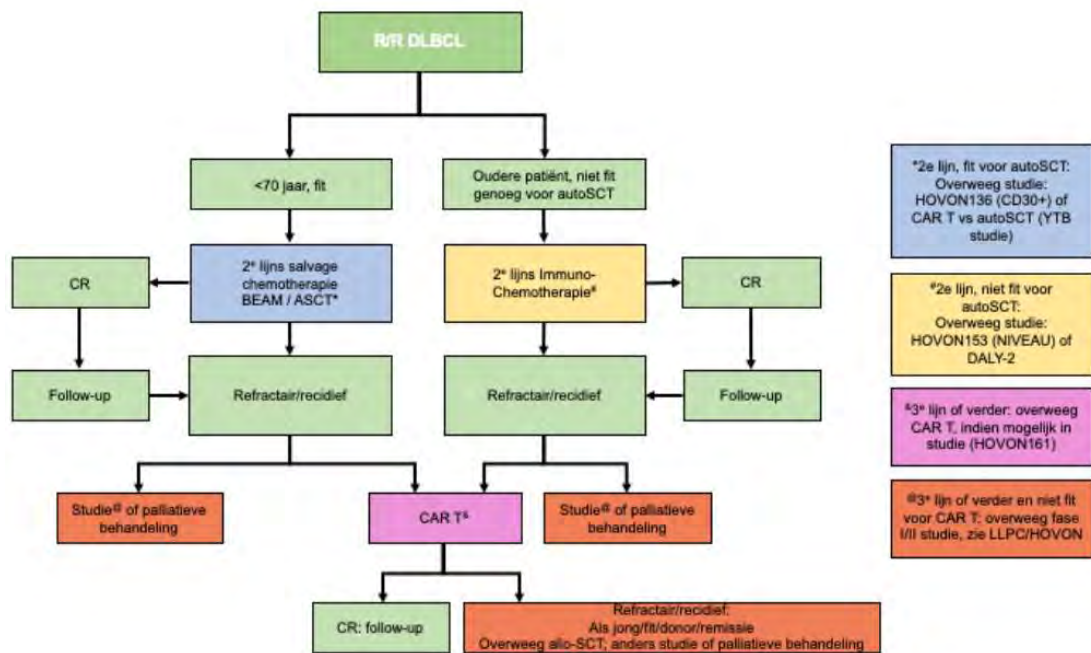 R/R DLBCL
<70 jaar, fit
Oudere patiënt, niet fit
genoeg voor autoSCT
CR
2e lijns salvage
chemotherapie
BEAM / ASCT*
2e lijns Immuno-
Chemotherapie#
CR
Follow-up
Refractair/recidief
Refractair/recidief
Follow-up
Studie@ of palliatieve
behandeling
CAR T&
Studie@ of palliatieve
behandeling
CR: follow-up
Refractair/recidief:
Als jong/fit/donor/remissie
Overweeg allo-SCT; anders studie of palliatieve behandeling
*2e lijn, fit voor autoSCT:
Overweeg studie:
HOVON136 (CD30+) of
CAR T vs autoSCT (YTB
studie)
#2e lijn, niet fit voor
autoSCT:
Overweeg studie:
HOVON153 (NIVEAU) of
DALY-2
&3e lijn of verder: overweeg
CAR T, indien mogelijk in
studie (HOVON161)
@3e lijn of verder en niet fit
voor CAR T: overweeg fase
I/II studie, zie LLPC/HOVON